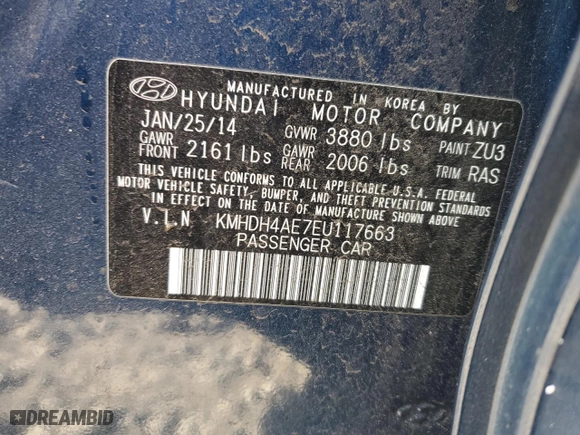 MANUFACTURED IN KOREA BY
HYUNDAI MOTOR COMPANY
JAN/25/14 GVWR 3880 lbs PAINT ZU3
GAWR FRONT 2161 lbs GAWR REAR 2006 lbs TRIM RAS
THIS VEHICLE CONFORMS TO ALL APPLICABLE U.S.A. FEDERAL
MOTOR VEHICLE SAFETY, BUMPER, AND THEFT PREVENTION STANDARDS
IN EFFECT ON THE DATE OF MANUFACTURE SHOWN ABOVE
V.I.N KMHDH4AE7EU117663
PASSENGER CAR
DREAMBID